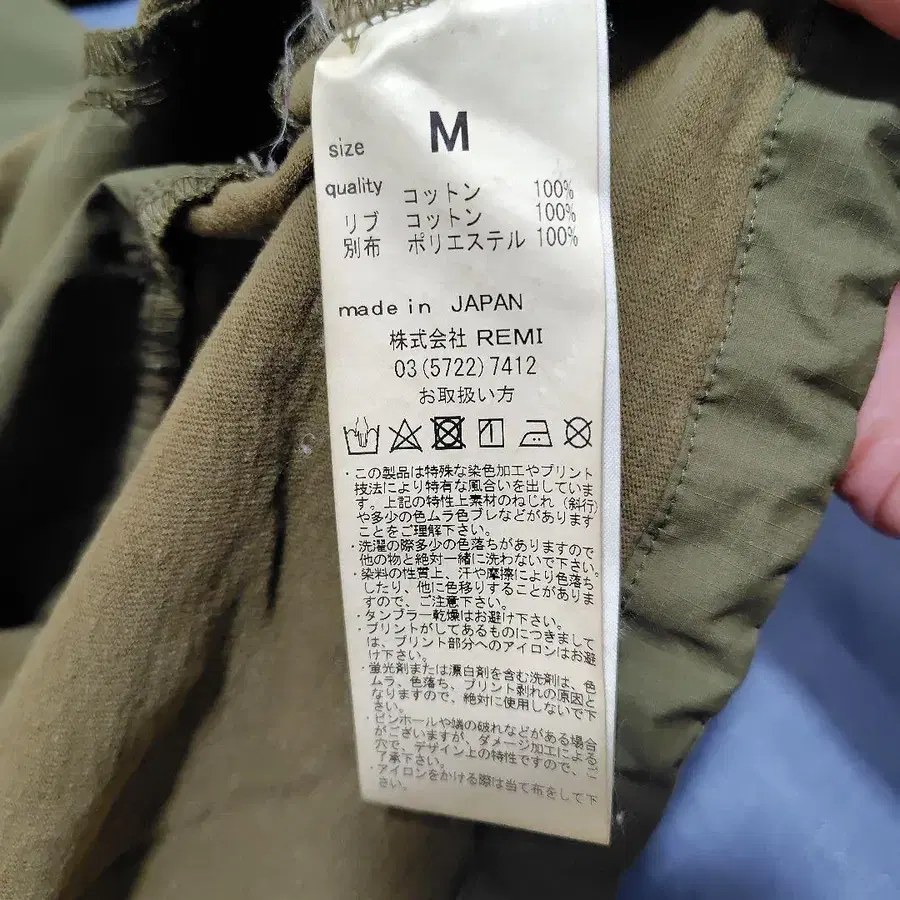 size M
quality コットン 100%
リブ コットン 100%
別布 ポリエステル 100%
made in JAPAN
株式会社 REMI
03(5722)7412
お取扱い方
・この製品は特殊な染色加工やプリント
技法により特有な風合いを出していま
す。上記の特性上素材のねじれ(斜行)
や多少の色ムラ色ブレなどがあります
ことをご理解下さい。
・洗濯の際多少の色落ちがありますので
他の物と絶対一緒に洗わないで下さい。
・染料の性質上、汗や摩擦により色落ち
したり、他に色移りすることがありま
すので、ご注意下さい。
・タンブラー乾燥はお避け下さい。
・プリントがしてあるものにつきまして
は、プリント部分へのアイロンはお避
け下さい。
・蛍光剤または漂白剤を含む洗剤は、色
ムラ、色落ち、プリント剥れの原因と
なりますので、絶対に使用しないで下
さい。
・ピンホールや端の破れなどがある場合
がございますが、ダメージ加工による
穴で、デザイン上の特性ですので、ご
了承下さい。
・アイロンをかける際は当て布をして下
さい。